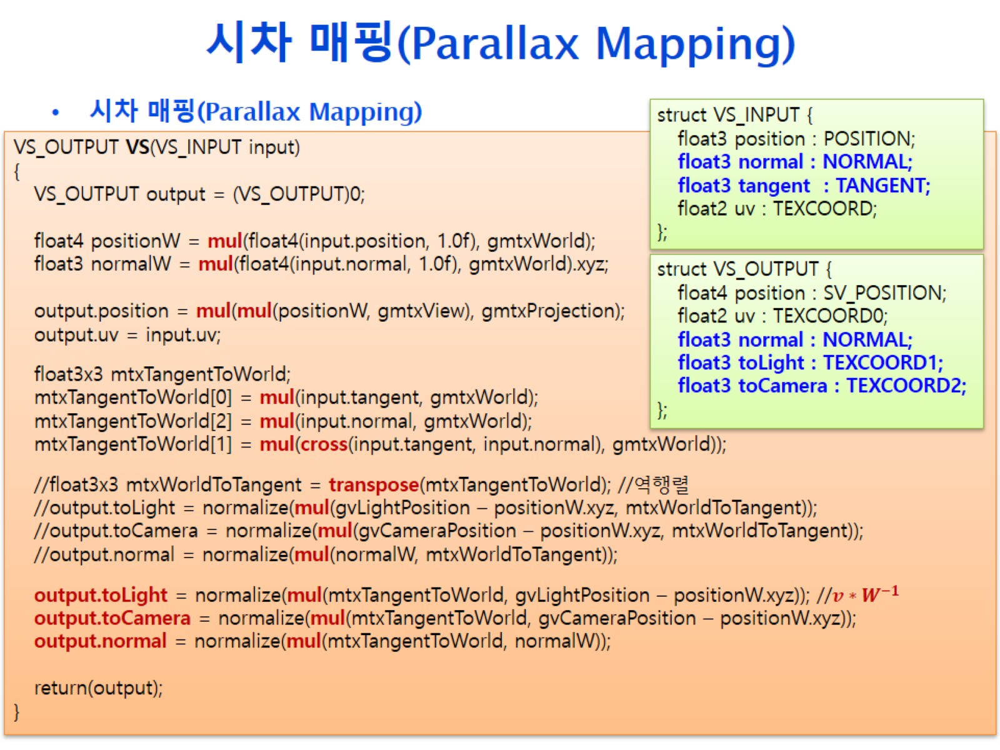 시차 매핑(Parallax Mapping)
• 시차 매핑(Parallax Mapping)
VS_OUTPUT VS(VS_INPUT input)
{
VS_OUTPUT output = (VS_OUTPUT)0;
float4 positionW = mul(float4(input.position, 1.0f), gmtxWorld);
float3 normalW = mul(float4(input.normal, 1.0f), gmtxWorld).xyz;
output.position = mul(mul(positionW, gmtxView), gmtxProjection);
output.uv = input.uv;
float3x3 mtxTangentToWorld;
mtxTangentToWorld[0] = mul(input.tangent, gmtxWorld);
mtxTangentToWorld[2] = mul(input.normal, gmtxWorld);
mtxTangentToWorld[1] = mul(cross(input.tangent, input.normal), gmtxWorld));
//float3x3 mtxWorldToTangent = transpose(mtxTangentToWorld); //역행렬
//output.toLight = normalize(mul(gvLightPosition – positionW.xyz, mtxWorldToTangent));
//output.toCamera = normalize(mul(gvCameraPosition – positionW.xyz, mtxWorldToTangent));
//output.normal = normalize(mul(normalW, mtxWorldToTangent));
output.toLight = normalize(mul(mtxTangentToWorld, gvLightPosition – positionW.xyz)); //v * W⁻¹
output.toCamera = normalize(mul(mtxTangentToWorld, gvCameraPosition – positionW.xyz));
output.normal = normalize(mul(mtxTangentToWorld, normalW));
return(output);
}
struct VS_INPUT {
float3 position : POSITION;
float3 normal : NORMAL;
float3 tangent : TANGENT;
float2 uv : TEXCOORD;
};
struct VS_OUTPUT {
float4 position : SV_POSITION;
float2 uv : TEXCOORD0;
float3 normal : NORMAL;
float3 toLight : TEXCOORD1;
float3 toCamera : TEXCOORD2;
};